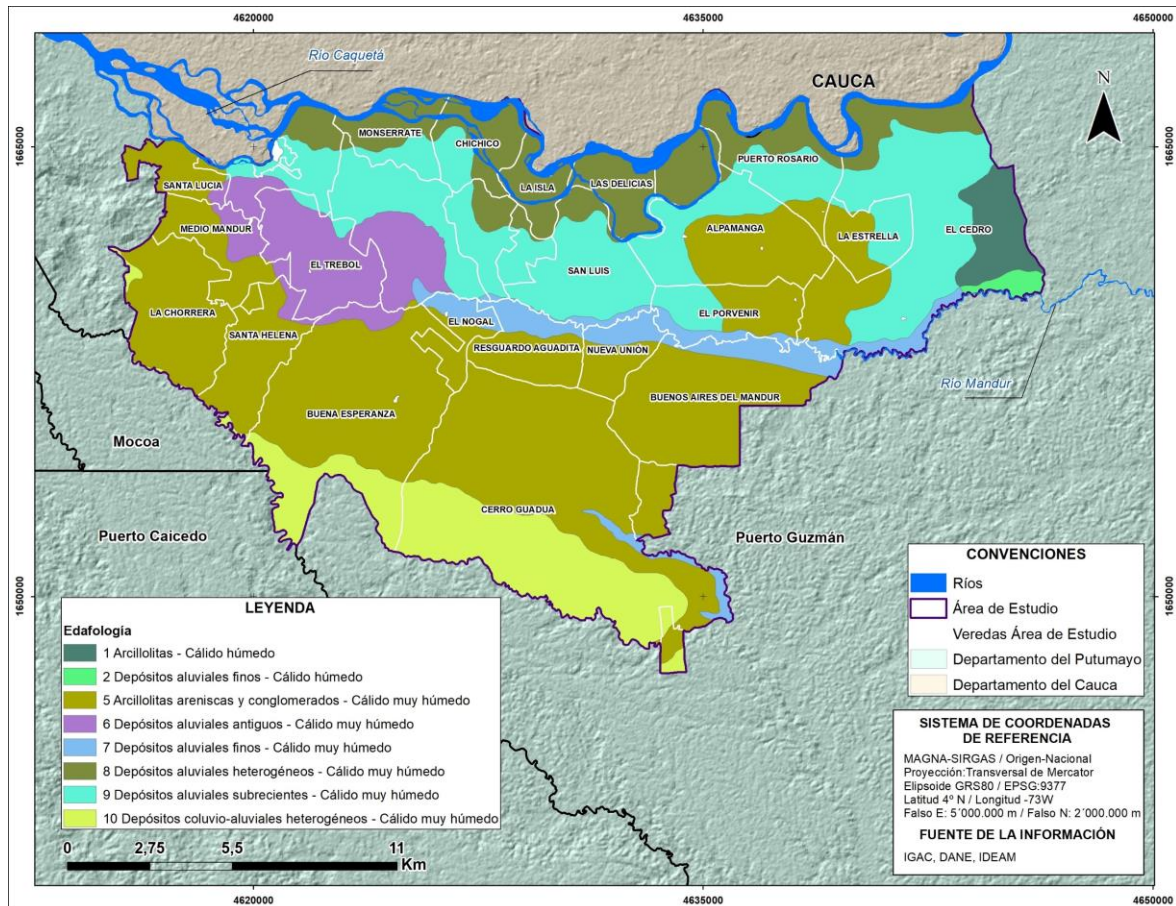 4620000
4635000
4650000
Río Caquetá
CAUCA
N
1665000
1665000
MONSERRATE
CHICHICO
PUERTO ROSARIO
SANTA LUCIA
LA ISLA
LAS DELICIAS
MEDIO MANDUR
ALPAMANGA
LA ESTRELLA
EL CEDRO
EL TREBOL
SAN LUIS
LA CHORRERA
EL NOGAL
EL PORVENIR
SANTA HELENA
RESGUARDO AGUADITA
NUEVA UNIÓN
Río Mandur
BUENOS AIRES DEL MANDUR
BUENA ESPERANZA
Mocoa
CERRO GUADUA
Puerto Caicedo
Puerto Guzmán
1650000
1650000
LEYENDA
Edafología
1 Arcillolitas - Cálido húmedo
2 Depósitos aluviales finos - Cálido húmedo
5 Arcillolitas areniscas y conglomerados - Cálido muy húmedo
6 Depósitos aluviales antiguos - Cálido muy húmedo
7 Depósitos aluviales finos - Cálido muy húmedo
8 Depósitos aluviales heterogéneos - Cálido muy húmedo
9 Depósitos aluviales subrecientes - Cálido muy húmedo
10 Depósitos coluvio-aluviales heterogéneos - Cálido muy húmedo
0 2,75 5,5 11
Km
CONVENCIONES
Ríos
Área de Estudio
Veredas Área de Estudio
Departamento del Putumayo
Departamento del Cauca
SISTEMA DE COORDENADAS
DE REFERENCIA
MAGNA-SIRGAS / Origen-Nacional
Proyección:Transversal de Mercator
Elipsoide GRS80 / EPSG:9377
Latitud 4º N / Longitud -73W
Falso E: 5´000.000 m / Falso N: 2´000.000 m
FUENTE DE LA INFORMACIÓN
IGAC, DANE, IDEAM
4620000
4635000
4650000